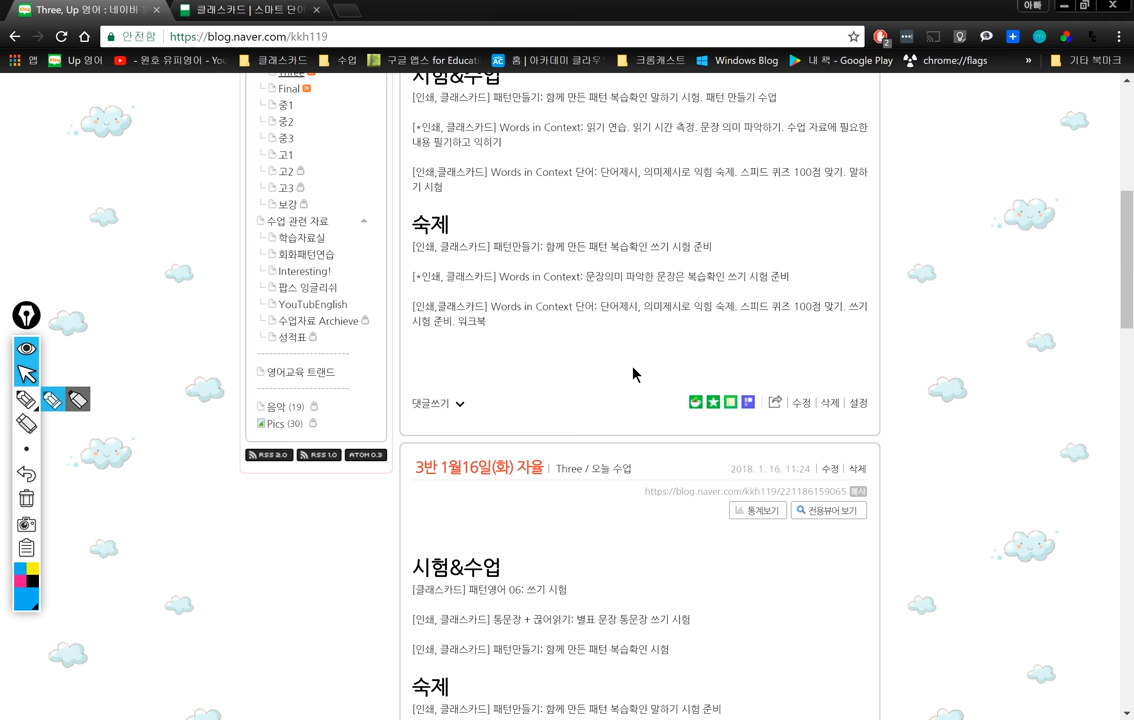 Three, Up 영어 : 네이버
클래스카드 | 스마트 단어
아빠
안전함
https://blog.naver.com/kkh119
2
앱
Up 영어
- 원호 유피영어 - You
클래스카드
수업
구글 앱스 for Educati
홈 | 아카데미 클라우
크롬캐스트
Windows Blog
내 책 - Google Play
chrome://flags
»
기타 북마크
Three
Final
중1
중2
중3
고1
고2
고3
보강
수업 관련 자료
학습자료실
회화패턴연습
Interesting!
팝스 잉글리쉬
YouTubEnglish
수업자료 Archieve
성적표
영어교육 트랜드
음악 (19)
Pics (30)
RSS 2.0
RSS 1.0
ATOM 0.3
시험&수업
[인쇄, 클래스카드] 패턴만들기: 함께 만든 패턴 복습확인 말하기 시험. 패턴 만들기 수업
[*인쇄, 클래스카드] Words in Context: 읽기 연습. 읽기 시간 측정. 문장 의미 파악하기. 수업 자료에 필요한
내용 필기하고 익히기
[인쇄,클래스카드] Words in Context 단어: 단어제시, 의미제시로 익힘 숙제. 스피드 퀴즈 100점 맞기. 말하
기 시험
숙제
[인쇄, 클래스카드] 패턴만들기: 함께 만든 패턴 복습확인 쓰기 시험 준비
[*인쇄, 클래스카드] Words in Context: 문장의미 파악한 문장은 복습확인 쓰기 시험 준비
[인쇄,클래스카드] Words in Context 단어: 단어제시, 의미제시로 익힘 숙제. 스피드 퀴즈 100점 맞기. 쓰기
시험 준비. 워크북
댓글쓰기
수정 | 삭제 | 설정
3반 1월16일(화) 자율 | Three / 오늘 수업
2018. 1. 16. 11:24 | 수정 | 삭제
https://blog.naver.com/kkh119/221186159065 복사
통계보기
전용뷰어 보기
시험&수업
[클래스카드] 패턴영어 06: 쓰기 시험
[인쇄, 클래스카드] 통문장 + 끊어읽기: 별표 문장 통문장 쓰기 시험
[인쇄, 클래스카드] 패턴만들기: 함께 만든 패턴 복습확인 시험
숙제
[인쇄, 클래스카드] 패턴만들기: 함께 만든 패턴 복습확인 말하기 시험 준비